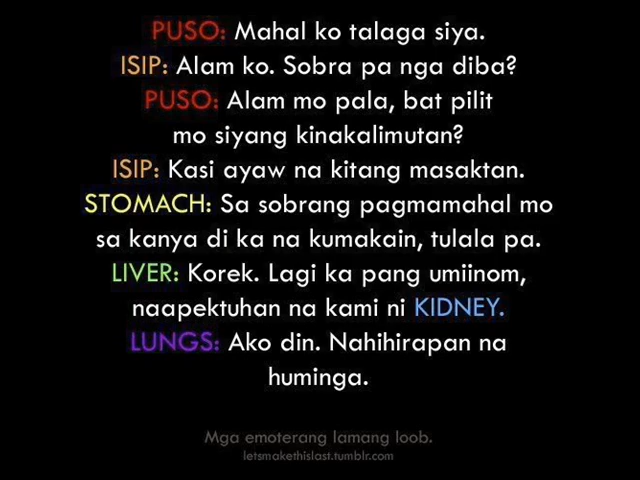 PUSO: Mahal ko talaga siya.
ISIP: Alam ko. Sobra pa nga diba?
PUSO: Alam mo pala, bat pilit
mo siyang kinakalimutan?
ISIP: Kasi ayaw na kitang masaktan.
STOMACH: Sa sobrang pagmamahal mo
sa kanya di ka na kumakain, tulala pa.
LIVER: Korek. Lagi ka pang umiinom,
naapektuhan na kami ni KIDNEY.
LUNGS: Ako din. Nahihirapan na
huminga.
Mga emoterang lamang loob.
letsmakethislast.tumblr.com